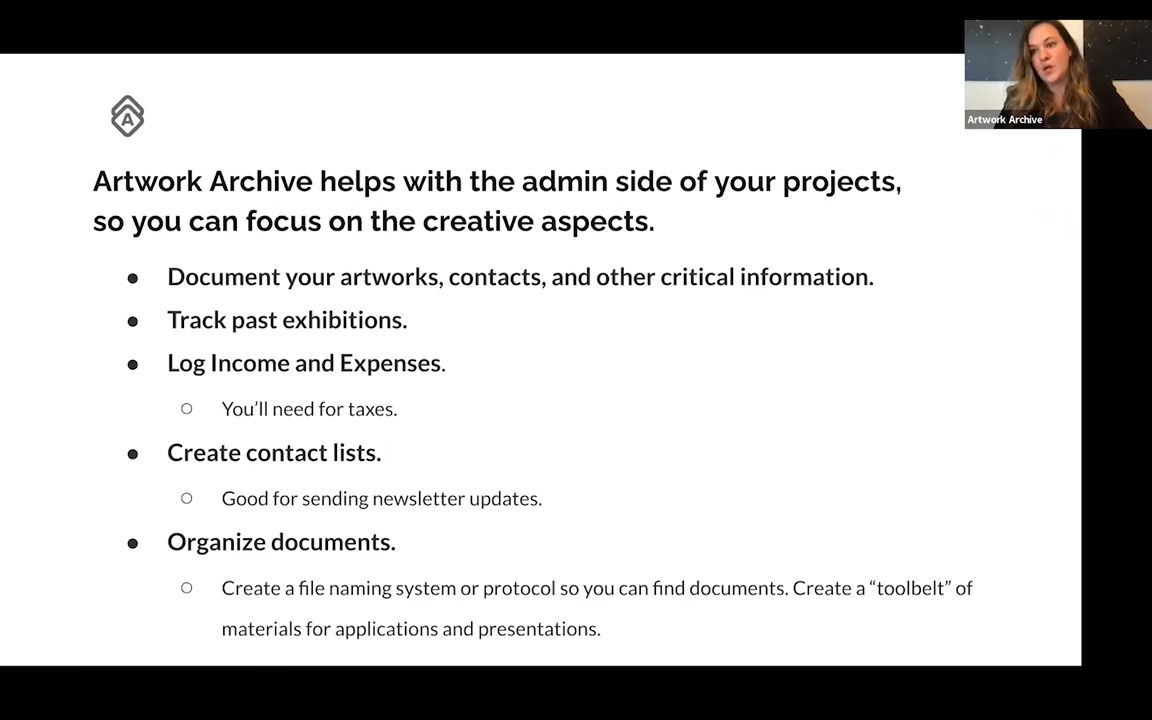 Artwork Archive
A
Artwork Archive helps with the admin side of your projects,
so you can focus on the creative aspects.
● Document your artworks, contacts, and other critical information.
● Track past exhibitions.
● Log Income and Expenses.
○ You’ll need for taxes.
● Create contact lists.
○ Good for sending newsletter updates.
● Organize documents.
○ Create a file naming system or protocol so you can find documents. Create a “toolbelt” of
materials for applications and presentations.